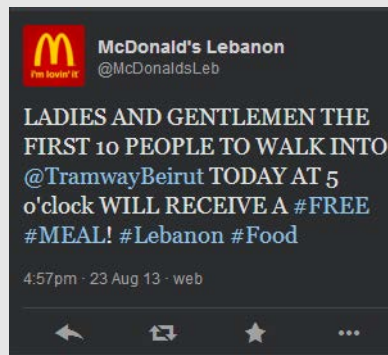 i'm lovin' it
McDonald's Lebanon
@McDonaldsLeb
LADIES AND GENTLEMEN THE
FIRST 10 PEOPLE TO WALK INTO
@TramwayBeirut TODAY AT 5
o'clock WILL RECEIVE A #FREE
#MEAL! #Lebanon #Food
4:57pm · 23 Aug 13 · web